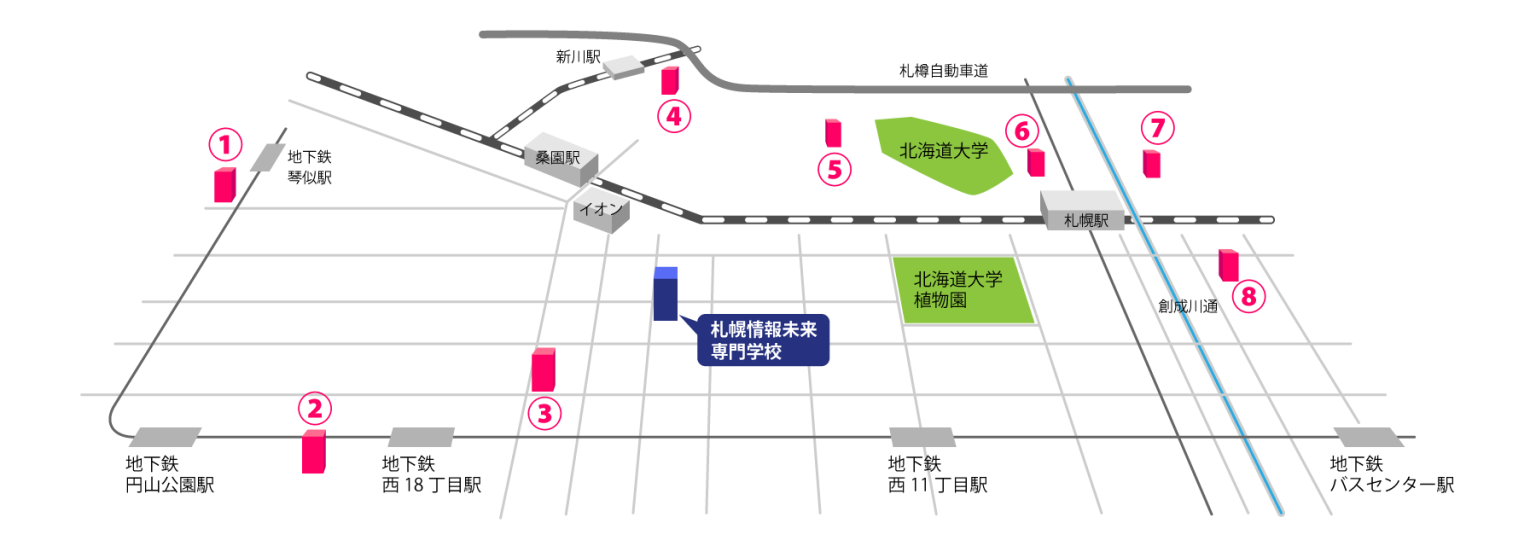 新川駅
札樽自動車道
④
⑥
⑦
①
地下鉄
琴似駅
桑園駅
⑤
北海道大学
イオン
札幌駅
北海道大学
植物園
⑧
創成川通
札幌情報未来
専門学校
②
③
地下鉄
円山公園駅
地下鉄
西18丁目駅
地下鉄
西11丁目駅
地下鉄
バスセンター駅